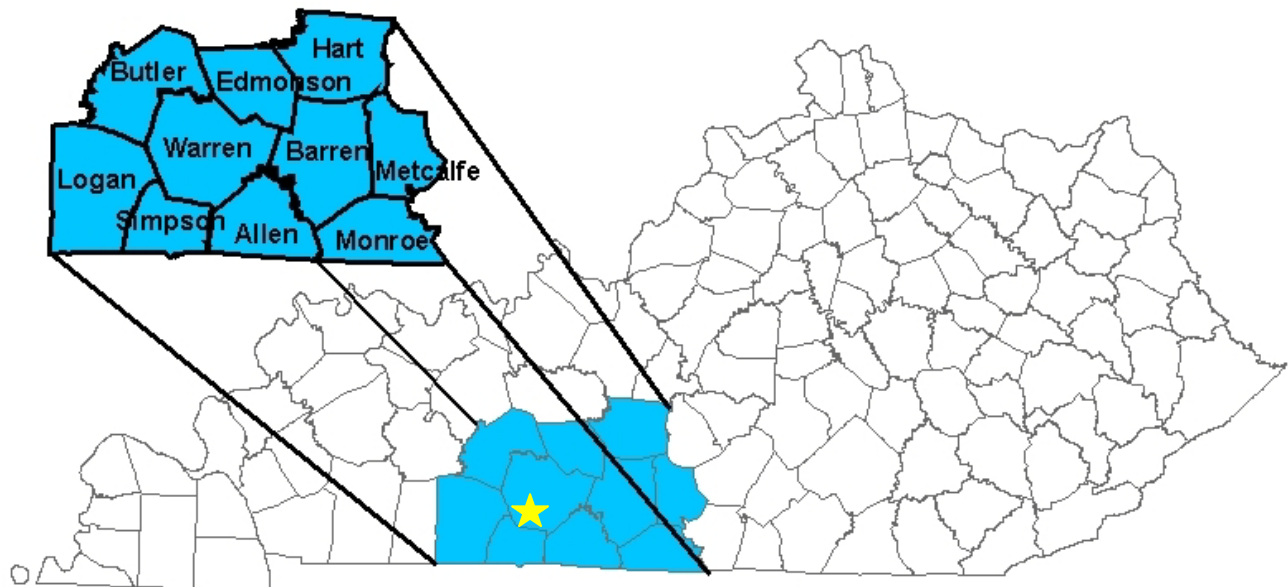 Hart
Butler
Edmonson
Warren
Barren
Metcalfe
Logan
Simpson
Allen
Monroe